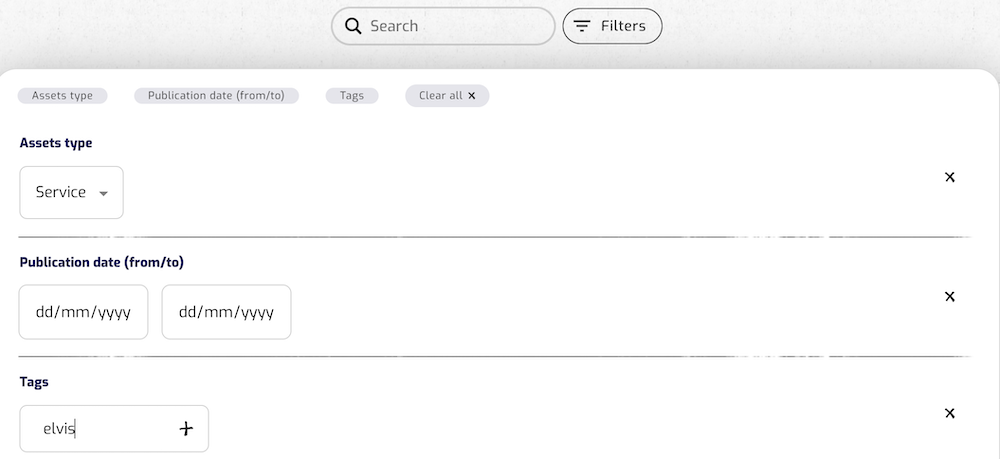 Search Filters
Assets type Publication date (from/to) Tags Clear all x
Assets type
Service
Publication date (from/to)
dd/mm/yyyy dd/mm/yyyy
Tags
elvis